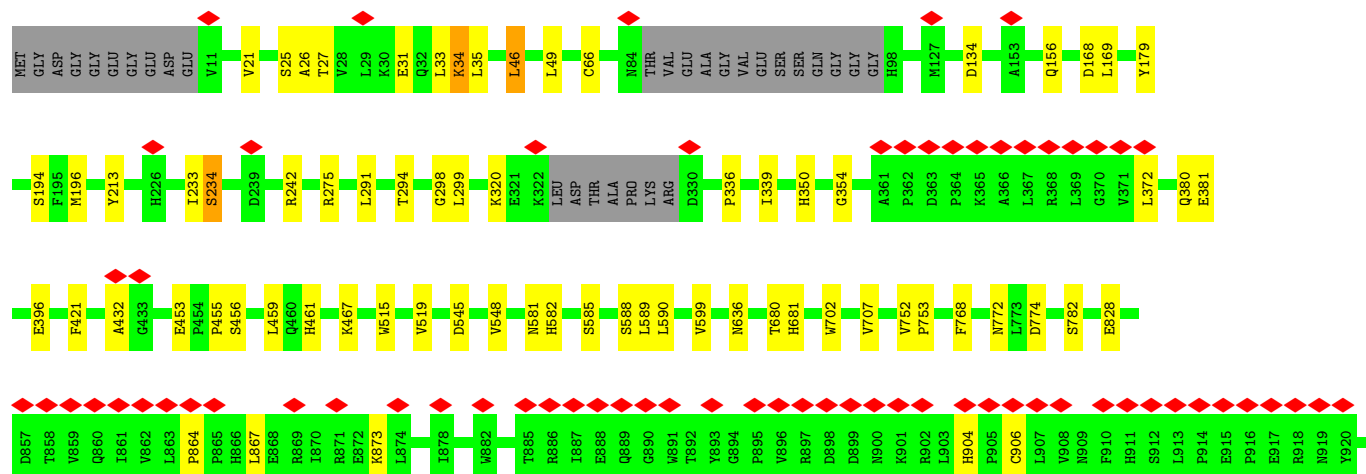 MET GLY ASP GLY GLY GLU GLY GLU ASP GLU V11 V21 S25 A26 T27 V28 L29 K30 E31 Q32 L33 K34 L35 L46 L49 C66 N84 THR VAL GLU ALA GLY VAL GLU SER SER GLN GLY GLY GLY H98 M127 D134 A153 Q156 D168 L169 Y179
S194 F195 M196 Y213 H226 I233 S234 D239 R242 R275 L291 T294 G298 L299 K320 E321 K322 LEU ASP THR ALA PRO LYS ARG D330 P336 I339 H350 G354 A361 P362 D363 P364 K365 A366 L367 R368 L369 G370 V371 L372 Q380 E381
E396 F421 A432 G433 E453 P454 P455 S456 L459 Q460 H461 K467 W515 V519 D545 V548 N581 H582 S585 S588 L589 L590 V599 N636 T680 H681 W702 V707 V752 P753 F768 N772 L773 D774 S782 E828
D857 T858 V859 Q860 I861 V862 L863 P864 P865 H866 L867 E868 R869 I870 R871 E872 K873 L874 I878 W882 T885 R886 I887 E888 Q889 G890 W891 T892 Y893 G894 P895 V896 R897 D898 D899 N900 K901 R902 L903 H904 P905 C906 L907 V908 N909 F910 H911 S912 L913 P914 E915 P916 E917 R918 N919 Y920